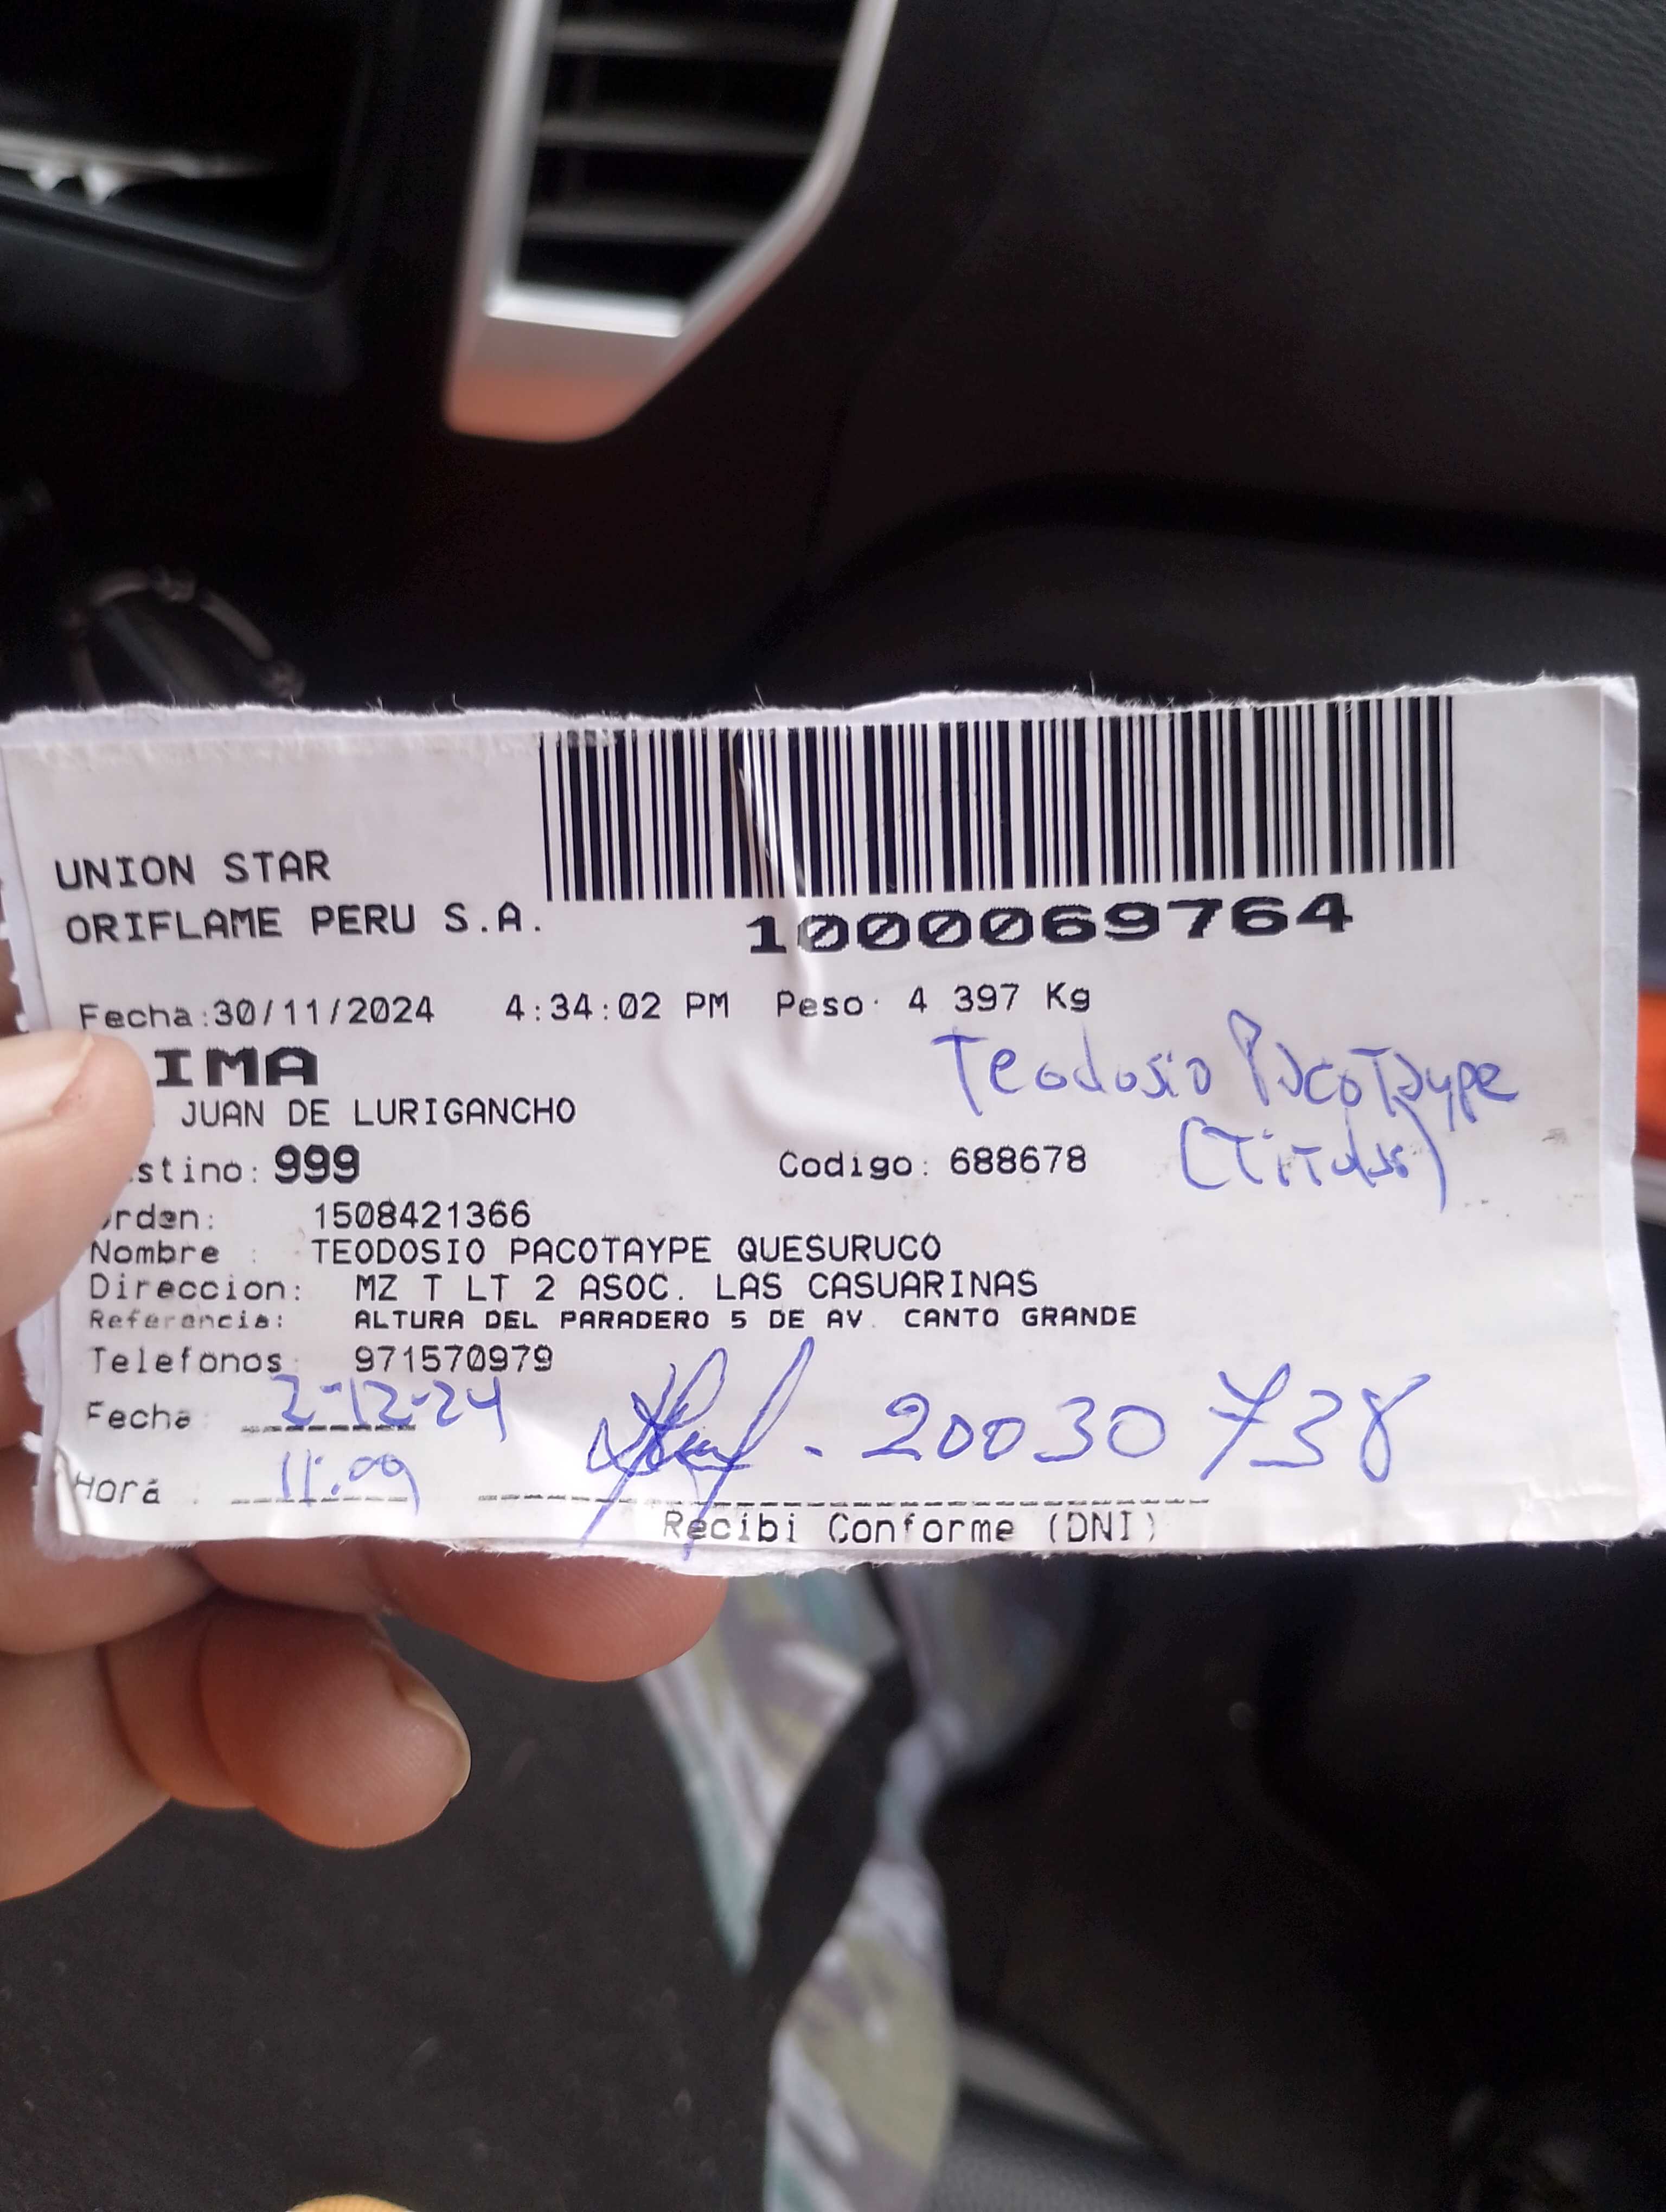 UNION STAR
ORIFLAME PERU S.A.
1000069764
Fecha:30/11/2024 4:34:02 PM Peso: 4 397 Kg
IMA
JUAN DE LURIGANCHO
Teodosio Pacotaype
(Titular)
stino: 999 Codigo: 688678
rden: 1508421366
Nombre : TEODOSIO PACOTAYPE QUESURUCO
Direccion: MZ T LT 2 ASOC. LAS CASUARINAS
Referencia: ALTURA DEL PARADERO 5 DE AV. CANTO GRANDE
Telefonos: 971570979
Fecha: 2-12-24
20030738
Hora : 11:09
Recibi Conforme (DNI)